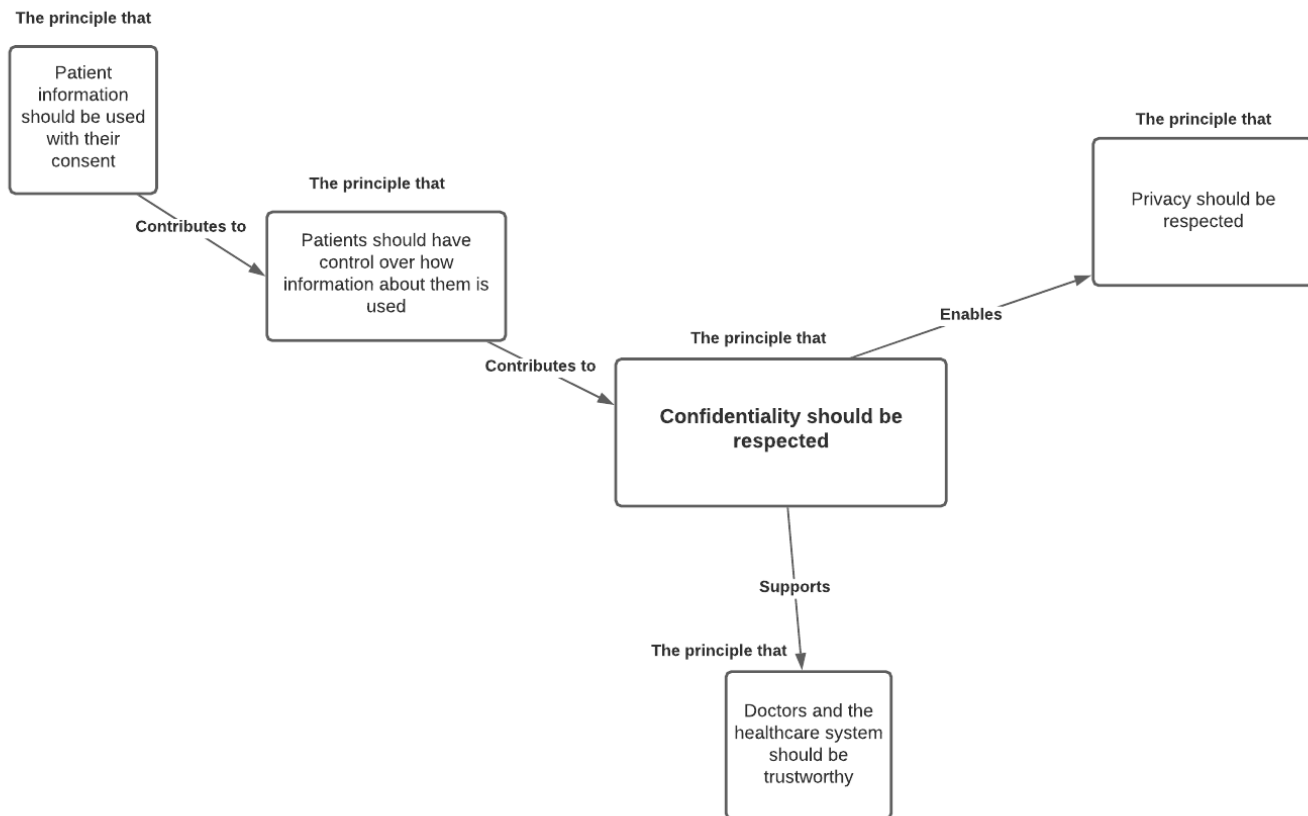 The principle that
Patient
information
should be used
with their
consent
Contributes to
The principle that
Patients should have
control over how
information about them is
used
Contributes to
The principle that
Confidentiality should be
respected
Enables
The principle that
Privacy should be
respected
Supports
The principle that
Doctors and the
healthcare system
should be
trustworthy